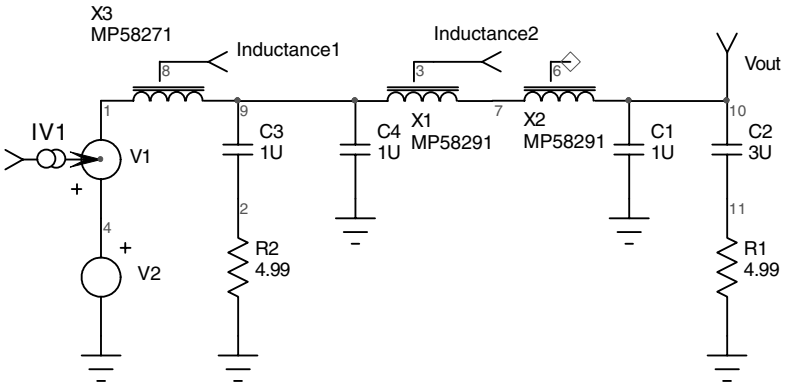 X3
MP58271
Inductance1
Inductance2
Vout
8
3
6
1
9
7
10
X1
MP58291
X2
MP58291
IV1
V1
+
C3
1U
C4
1U
C1
1U
C2
3U
2
11
4
+
V2
R2
4.99
R1
4.99